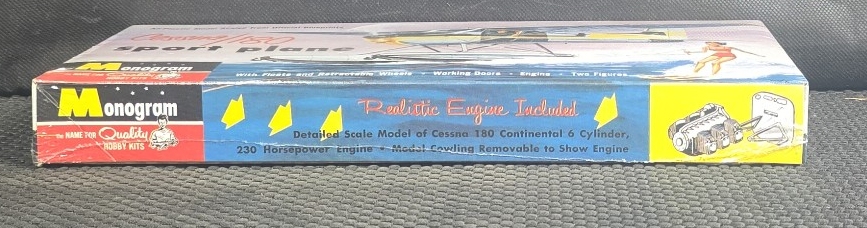 Cessna 180
sport plane
Monogram
With Floats and Retractable Wheels • Working Doors • Engine • Two Figures
Monogram
the NAME FOR Quality
HOBBY KITS
Realistic Engine Included
Detailed Scale Model of Cessna 180 Continental 6 Cylinder,
230 Horsepower Engine • Model Cowling Removable to Show Engine